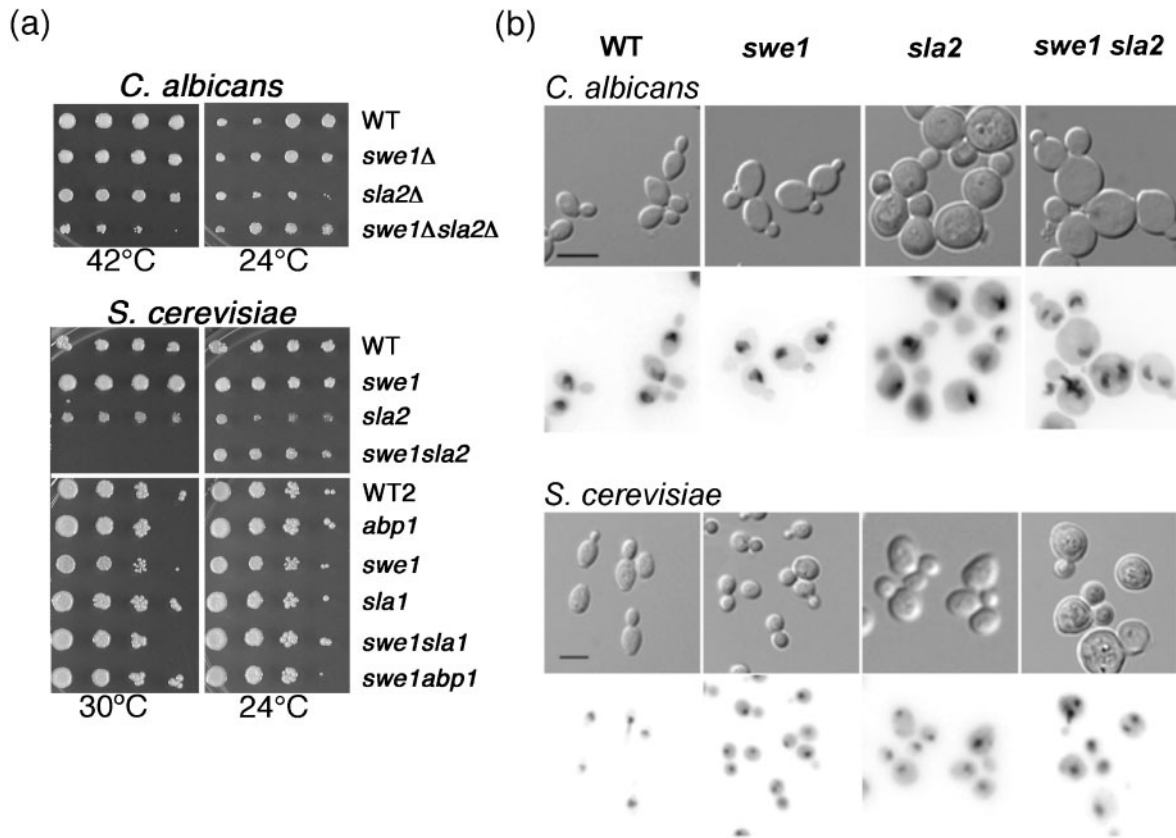 (a)
C. albicans
WT
swe1Δ
sla2Δ
swe1Δsla2Δ
42°C 24°C
S. cerevisiae
WT
swe1
sla2
swe1sla2
WT2
abp1
swe1
sla1
swe1sla1
swe1abp1
30°C 24°C
(b)
WT swe1 sla2 swe1 sla2
C. albicans
S. cerevisiae